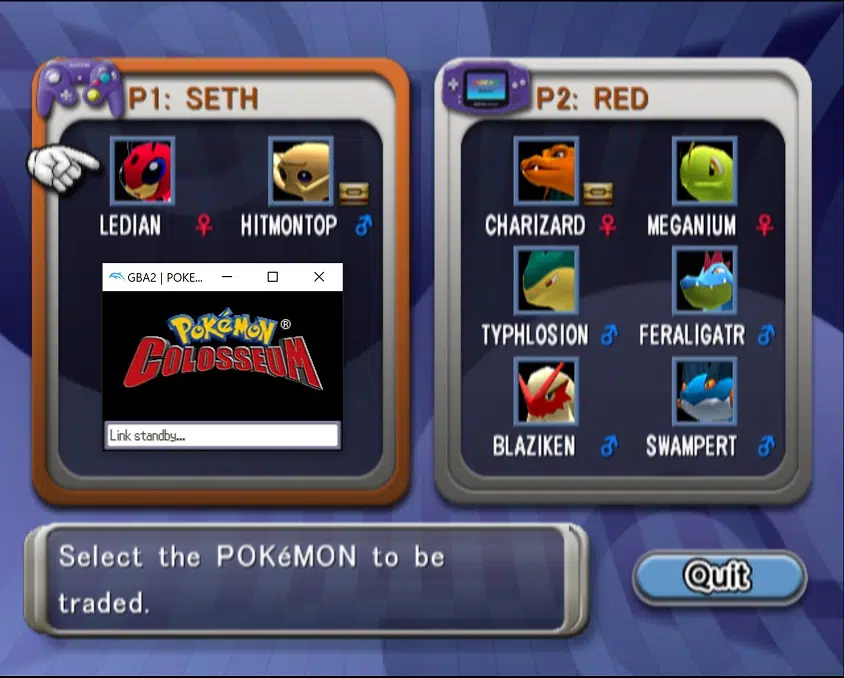 P1: SETH
LEDIAN ♀ HITMONTOP ♂
GBA2 | POKE...
POKéMON®
COLOSSEUM
Link standby...
P2: RED
CHARIZARD ♀ MEGANIUM ♀
TYPHLOSION ♂ FERALIGATR ♂
BLAZIKEN ♂ SWAMPERT ♂
Select the POKéMON to be
traded.
Quit